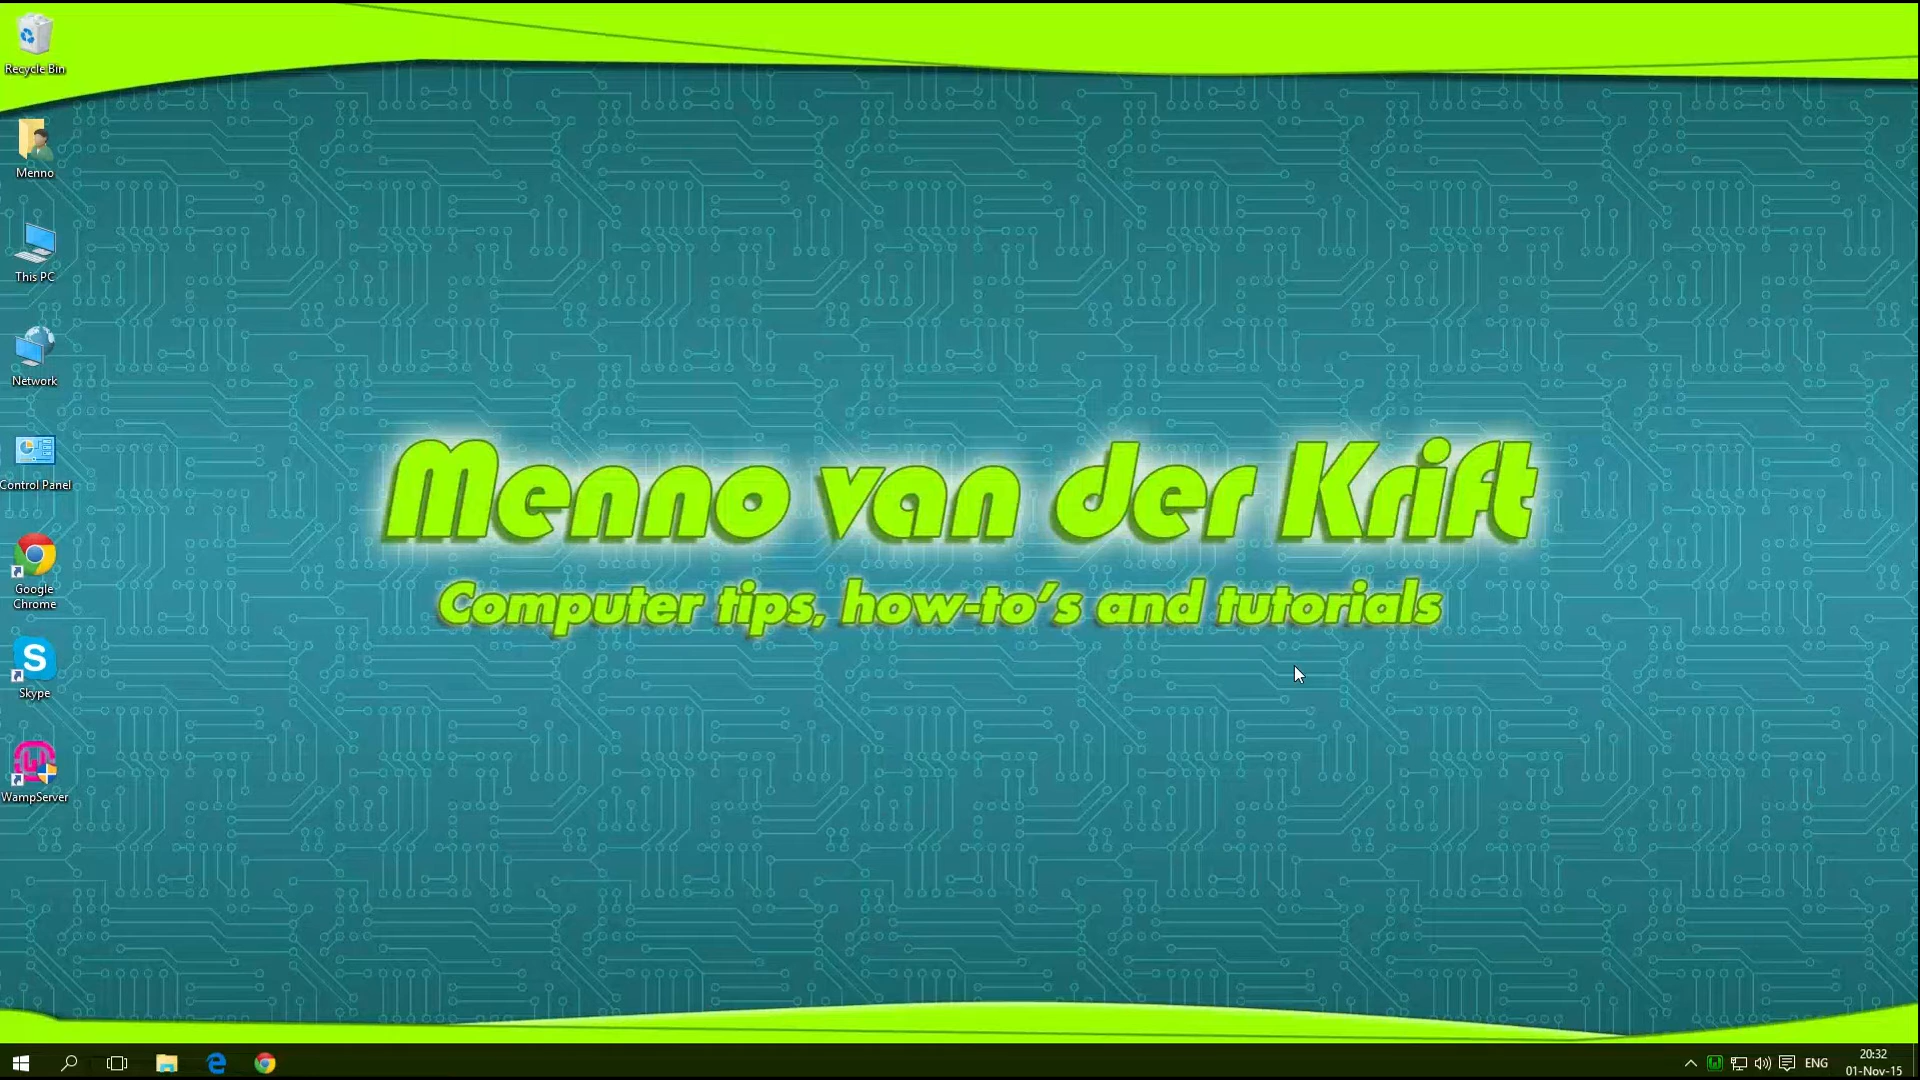 Recycle Bin
Menno
This PC
Network
Control Panel
Google
Chrome
Skype
WampServer
Menno van der Krift
Computer tips, how-to's and tutorials
ENG
20:32
01-Nov-15